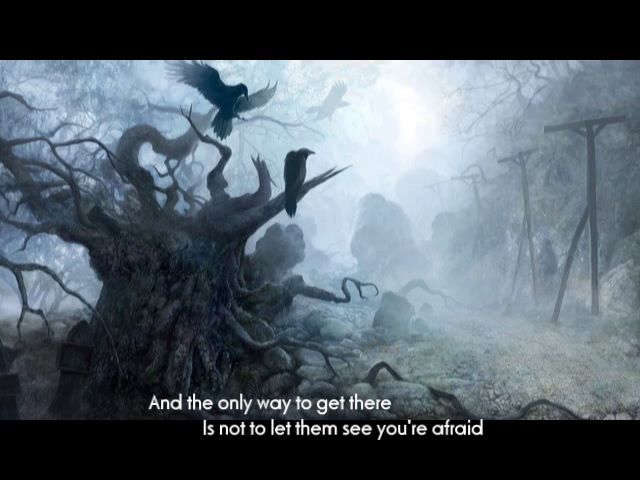 And the only way to get there
Is not to let them see you're afraid